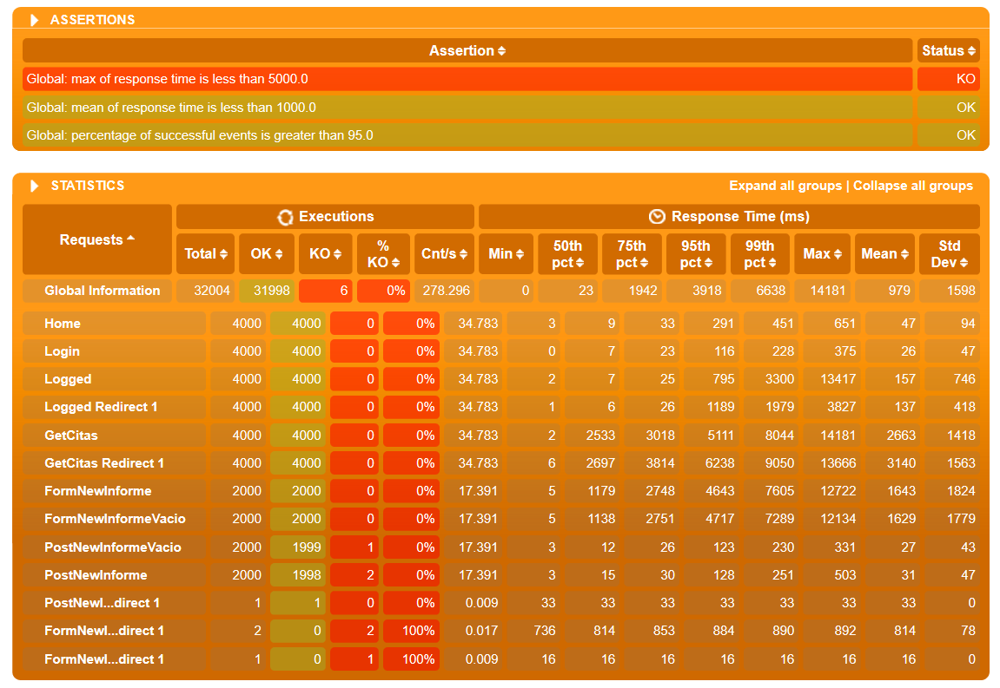 ASSERTIONS
Assertion Status
Global: max of response time is less than 5000.0 KO
Global: mean of response time is less than 1000.0 OK
Global: percentage of successful events is greater than 95.0 OK
STATISTICS Expand all groups | Collapse all groups
Requests Executions Response Time (ms)
Total OK KO % KO Cnt/s Min 50th pct 75th pct 95th pct 99th pct Max Mean Std Dev
Global Information 32004 31998 6 0% 278.296 0 23 1942 3918 6638 14181 979 1598
Home 4000 4000 0 0% 34.783 3 9 33 291 451 651 47 94
Login 4000 4000 0 0% 34.783 0 7 23 116 228 375 26 47
Logged 4000 4000 0 0% 34.783 2 7 25 795 3300 13417 157 746
Logged Redirect 1 4000 4000 0 0% 34.783 1 6 26 1189 1979 3827 137 418
GetCitas 4000 4000 0 0% 34.783 2 2533 3018 5111 8044 14181 2663 1418
GetCitas Redirect 1 4000 4000 0 0% 34.783 6 2697 3814 6238 9050 13666 3140 1563
FormNewInforme 2000 2000 0 0% 17.391 5 1179 2748 4643 7605 12722 1643 1824
FormNewInformeVacio 2000 2000 0 0% 17.391 5 1138 2751 4717 7289 12134 1629 1779
PostNewInformeVacio 2000 1999 1 0% 17.391 3 12 26 123 230 331 27 43
PostNewInforme 2000 1998 2 0% 17.391 3 15 30 128 251 503 31 47
PostNewI...direct 1 1 1 0 0% 0.009 33 33 33 33 33 33 33 0
FormNewI...direct 1 2 0 2 100% 0.017 736 814 853 884 890 892 814 78
FormNewI...direct 1 1 0 1 100% 0.009 16 16 16 16 16 16 16 0